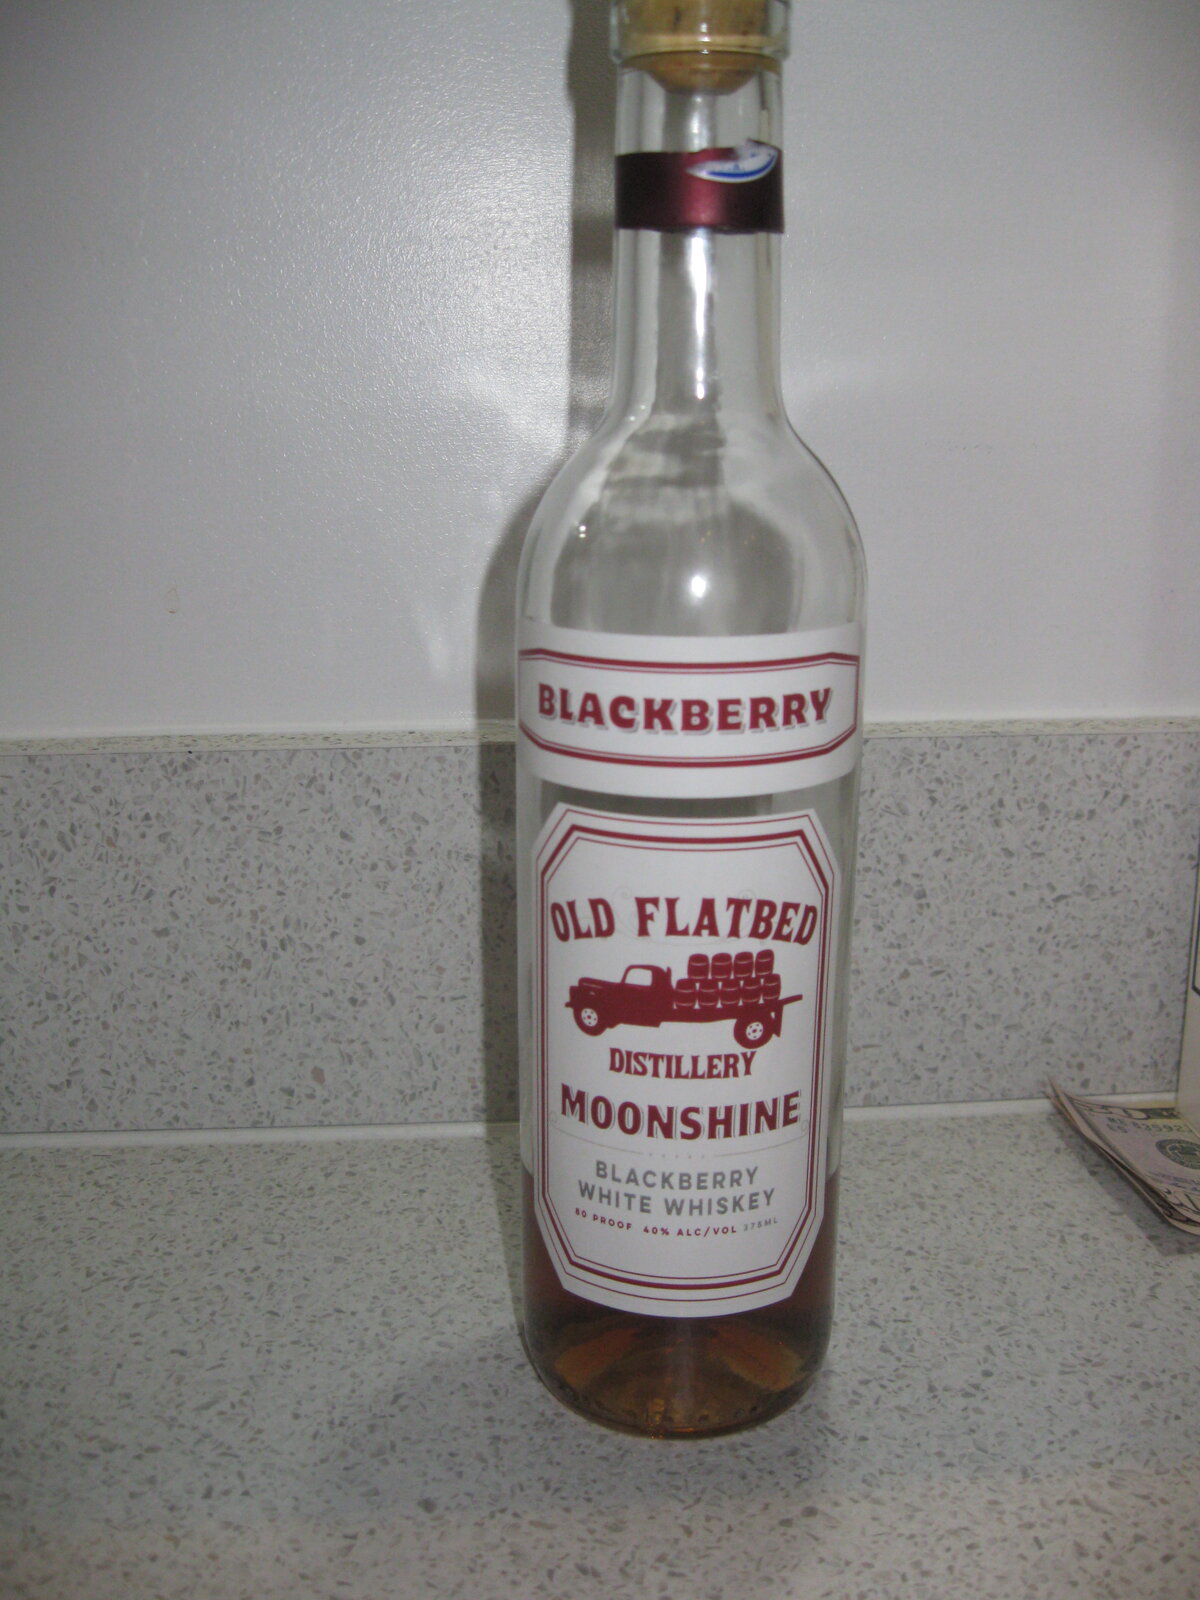 BLACKBERRY
OLD FLATBED
DISTILLERY
MOONSHINE
BLACKBERRY
WHITE WHISKEY
80 PROOF 40% ALC/VOL 375ML